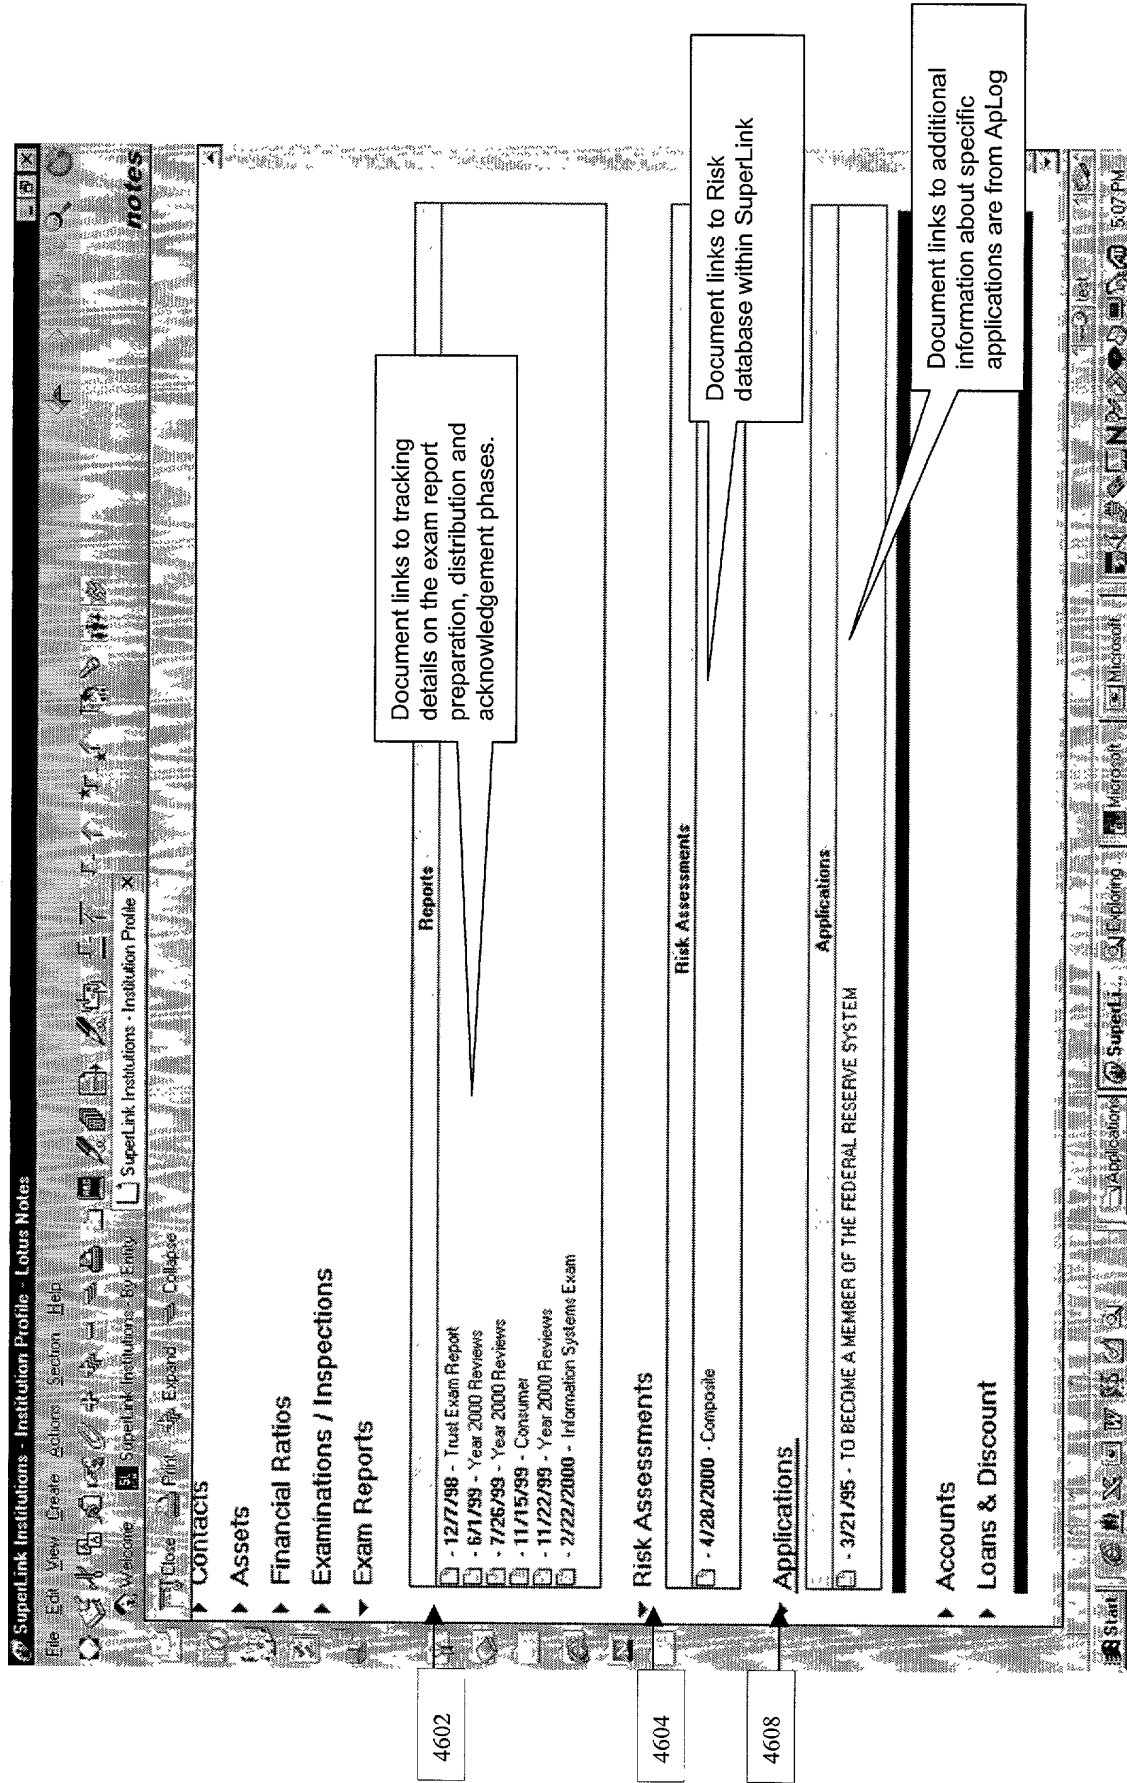 SuperLink Institutions - Institution Profile - Lotus Notes
File Edit View Create Actions Section Help
Welcome SuperLink Institutions - By Entity SuperLink Institutions - Institution Profile
notes
Close Print Expand Collapse
Contacts
Assets
Financial Ratios
Examinations / Inspections
Exam Reports
Document links to tracking
details on the exam report
preparation, distribution and
acknowledgement phases.
Reports
- 12/7/98 - Trust Exam Report
- 6/1/99 - Year 2000 Reviews
- 7/26/99 - Year 2000 Reviews
- 11/15/99 - Consumer
- 11/22/99 - Year 2000 Reviews
- 2/22/2000 - Information Systems Exam
4602
Risk Assessments
Risk Assessments
- 4/28/2000 - Composite
Document links to Risk
database within SuperLink
4604
Applications
Applications
- 3/21/95 - TO BECOME A MEMBER OF THE FEDERAL RESERVE SYSTEM
Document links to additional
information about specific
applications are from ApLog
4608
Accounts
Loans & Discount
test
Start Applications SuperLi... Exploring... Microsoft... Microsoft... 5:07 PM